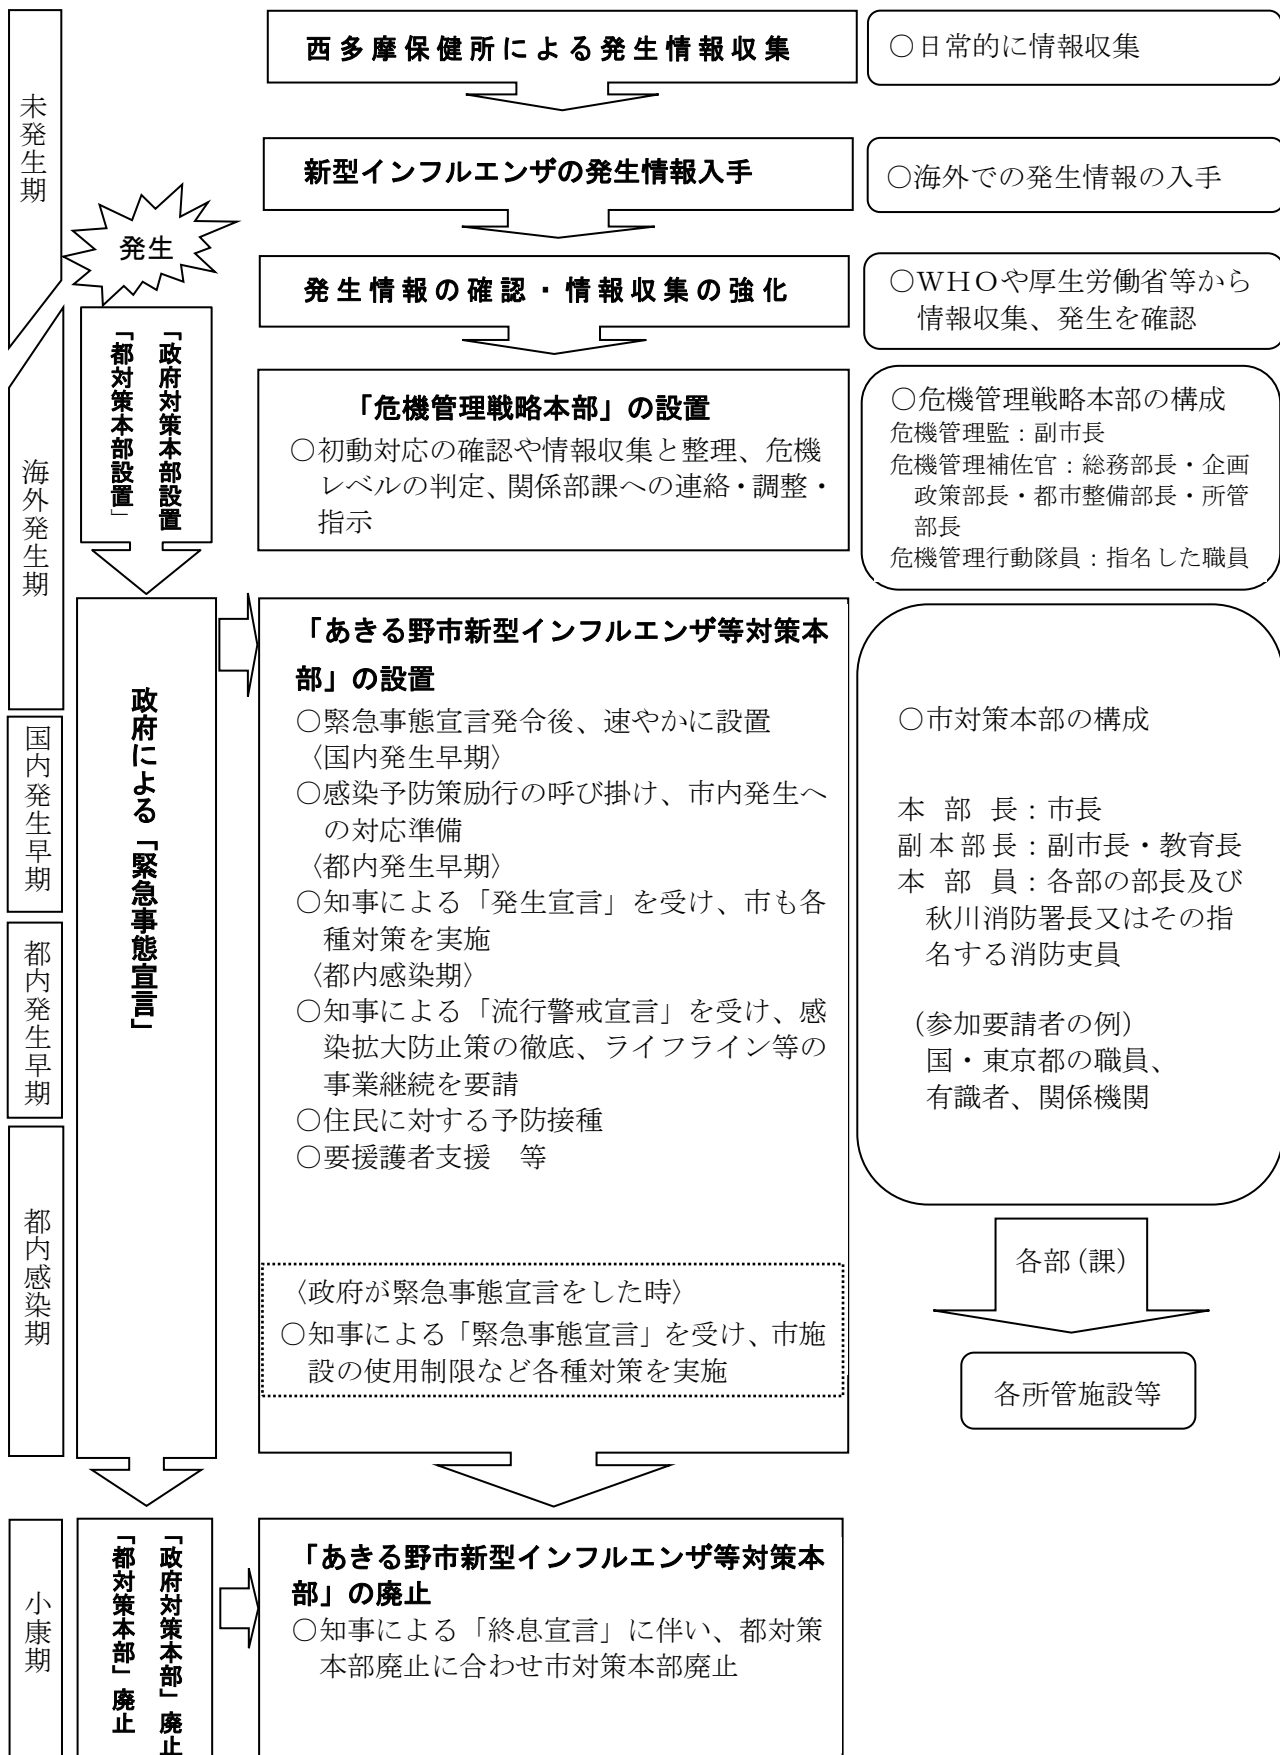 未発生期
海外発生期
国内発生早期
都内発生早期
都内感染期
小康期
発生
「政府対策本部設置
「都対策本部設置」
政府による「緊急事態宣言」
「政府対策本部」廃止
「都対策本部」廃止
西多摩保健所による発生情報収集
○日常的に情報収集
新型インフルエンザの発生情報入手
○海外での発生情報の入手
発生情報の確認・情報収集の強化
○WHOや厚生労働省等から
情報収集、発生を確認
「危機管理戦略本部」の設置
○初動対応の確認や情報収集と整理、危機
レベルの判定、関係部課への連絡・調整・
指示
○危機管理戦略本部の構成
危機管理監：副市長
危機管理補佐官：総務部長・企画
政策部長・都市整備部長・所管
部長
危機管理行動隊員：指名した職員
「あきる野市新型インフルエンザ等対策本
部」の設置
○緊急事態宣言発令後、速やかに設置
〈国内発生早期〉
○感染予防策励行の呼び掛け、市内発生へ
の対応準備
〈都内発生早期〉
○知事による「発生宣言」を受け、市も各
種対策を実施
〈都内感染期〉
○知事による「流行警戒宣言」を受け、感
染拡大防止策の徹底、ライフライン等の
事業継続を要請
○住民に対する予防接種
○要援護者支援　等
〈政府が緊急事態宣言をした時〉
○知事による「緊急事態宣言」を受け、市施
設の使用制限など各種対策を実施
○市対策本部の構成
本 部 長：市長
副本部長：副市長・教育長
本 部 員：各部の部長及び
秋川消防署長又はその指
名する消防吏員
（参加要請者の例）
国・東京都の職員、
有識者、関係機関
各部（課）
各所管施設等
「あきる野市新型インフルエンザ等対策本
部」の廃止
○知事による「終息宣言」に伴い、都対策
本部廃止に合わせ市対策本部廃止